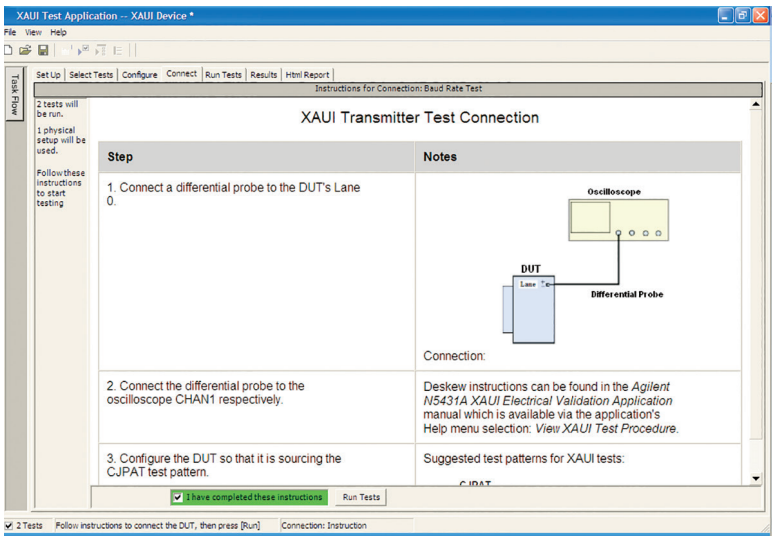 XAUI Test Application -- XAUI Device *
File View Help
Task Flow
Set Up Select Tests Configure Connect Run Tests Results Html Report
Instructions for Connection: Baud Rate Test
2 tests will
be run.
1 physical
setup will be
used.
Follow these
instructions
to start
testing
XAUI Transmitter Test Connection
Step Notes
1. Connect a differential probe to the DUT's Lane
0.
Oscilloscope
DUT
Lane
Differential Probe
Connection:
2. Connect the differential probe to the
oscilloscope CHAN1 respectively.
Deskew instructions can be found in the Agilent
N5431A XAUI Electrical Validation Application
manual which is available via the application's
Help menu selection: View XAUI Test Procedure.
3. Configure the DUT so that it is sourcing the
CJPAT test pattern.
Suggested test patterns for XAUI tests:
CJPAT
I have completed these instructions Run Tests
2 Tests Follow instructions to connect the DUT, then press [Run] Connection: Instruction